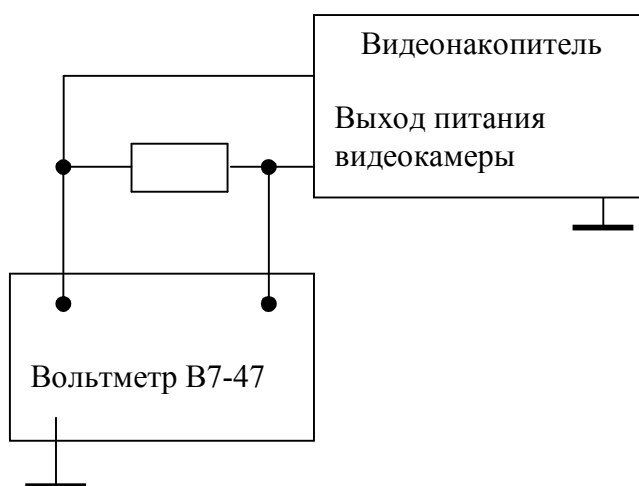 Видеонакопитель
Выход питания
видеокамеры
Вольтметр В7-47